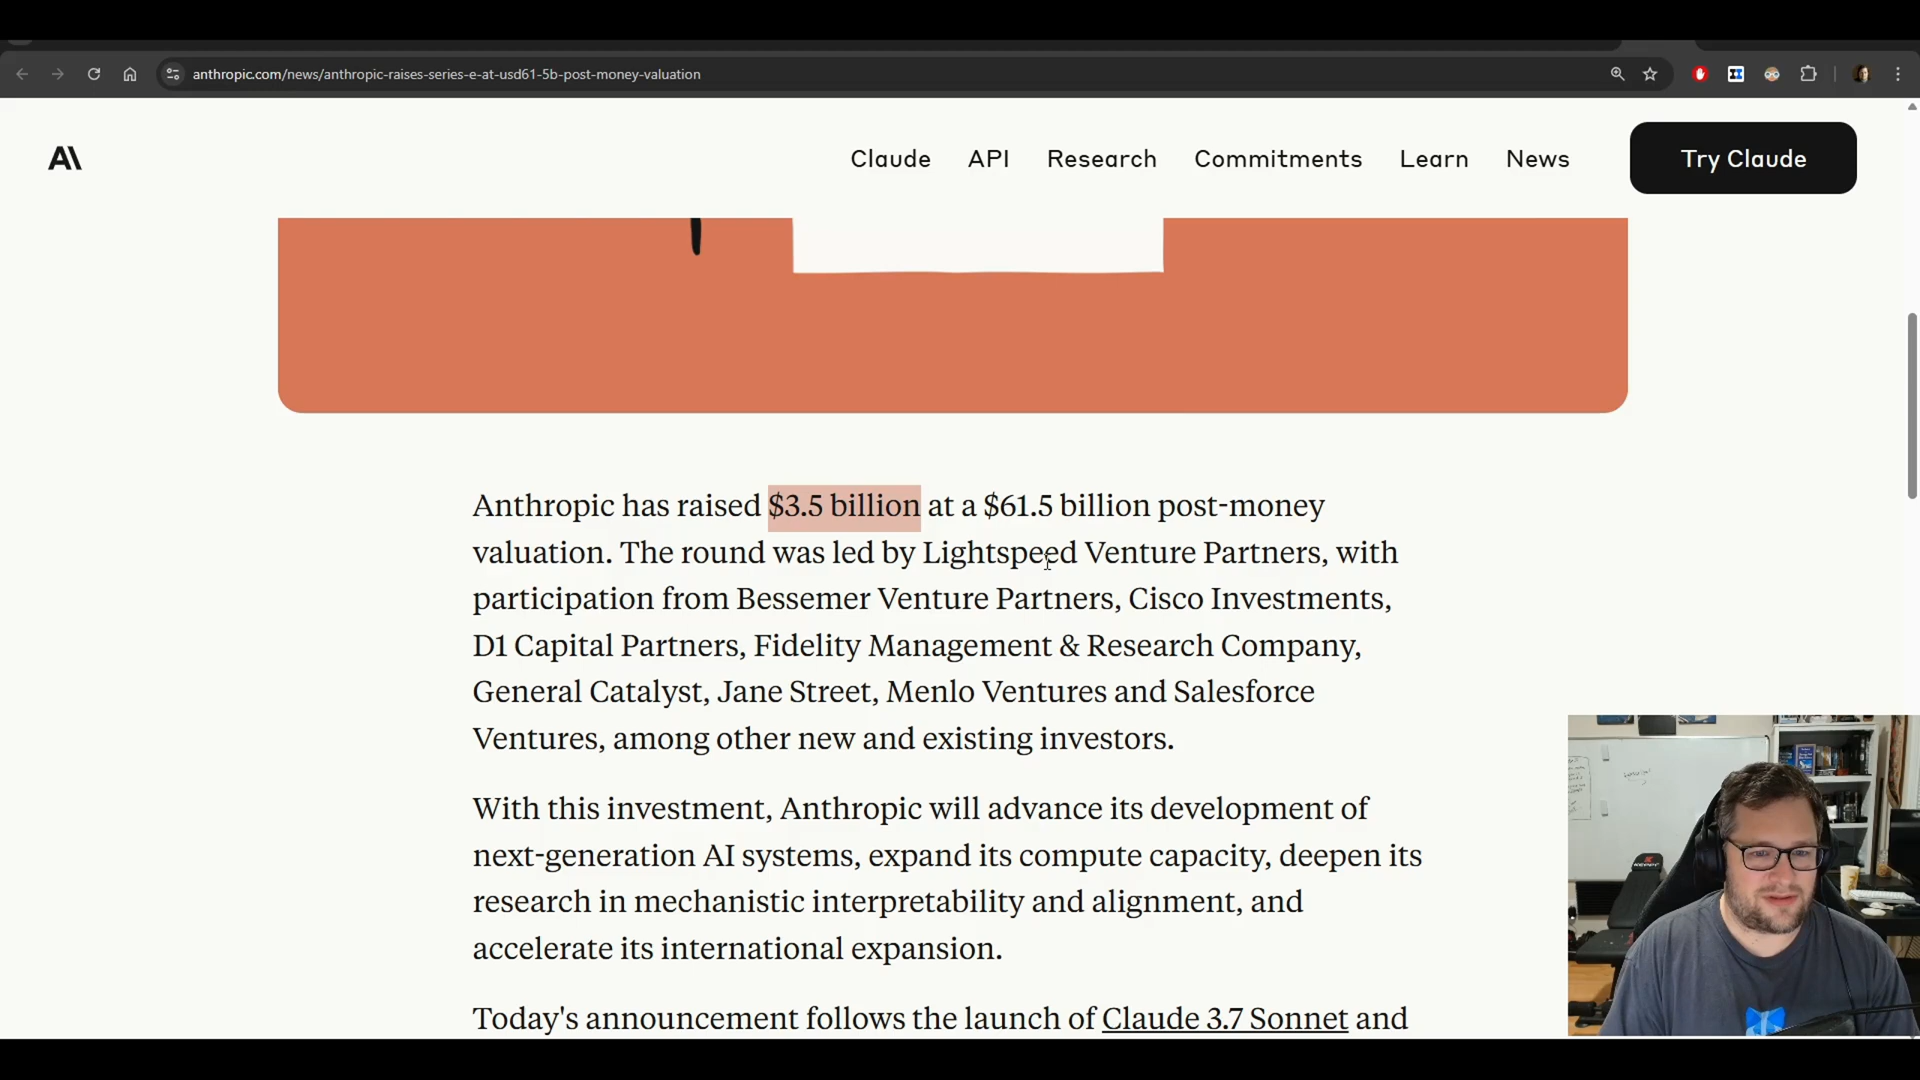 anthropic.com/news/anthropic-raises-series-e-at-usd61-5b-post-money-valuation
A\
Claude
API
Research
Commitments
Learn
News
Try Claude
Anthropic has raised $3.5 billion at a $61.5 billion post-money
valuation. The round was led by Lightspeed Venture Partners, with
participation from Bessemer Venture Partners, Cisco Investments,
D1 Capital Partners, Fidelity Management & Research Company,
General Catalyst, Jane Street, Menlo Ventures and Salesforce
Ventures, among other new and existing investors.
With this investment, Anthropic will advance its development of
next-generation AI systems, expand its compute capacity, deepen its
research in mechanistic interpretability and alignment, and
accelerate its international expansion.
Today's announcement follows the launch of Claude 3.7 Sonnet and